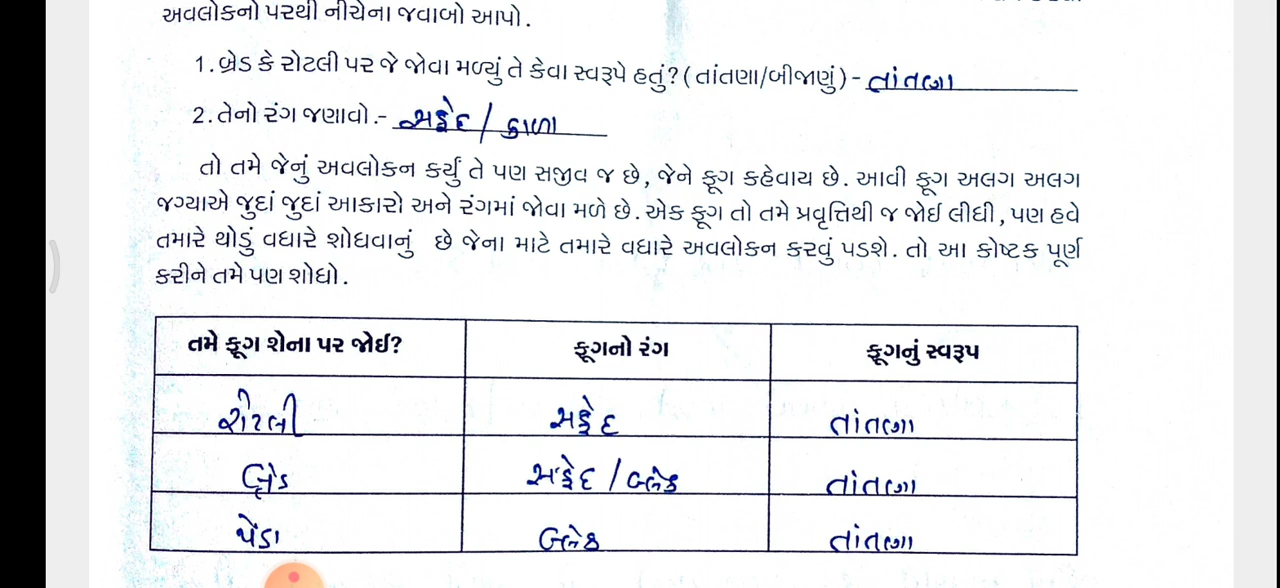 અવલોકનો પરથી નીચેના જવાબો આપો.
1. બ્રેડ કે રોટલી પર જે જોવા મળ્યું તે કેવા સ્વરૂપે હતું? (તાંતણા/બીજાણું) - તાંતણા
2. તેનો રંગ જણાવો.- સફેદ / કાળા
તો તમે જેનું અવલોકન કર્યું તે પણ સજીવ જ છે, જેને ફૂગ કહેવાય છે. આવી ફૂગ અલગ અલગ
જગ્યાએ જુદાં જુદાં આકારો અને રંગમાં જોવા મળે છે. એક ફૂગ તો તમે પ્રવૃત્તિથી જ જોઈ લીધી, પણ હવે
તમારે થોડું વધારે શોધવાનું છે જેના માટે તમારે વધારે અવલોકન કરવું પડશે. તો આ કોષ્ટક પૂર્ણ
કરીને તમે પણ શોધો.
તમે ફૂગ શેના પર જોઈ? ફૂગનો રંગ ફૂગનું સ્વરૂપ
રોટલી સફેદ તાંતણા
બ્રેડ સફેદ / બ્લેક તાંતણા
પેંડા બ્લેક તાંતણા